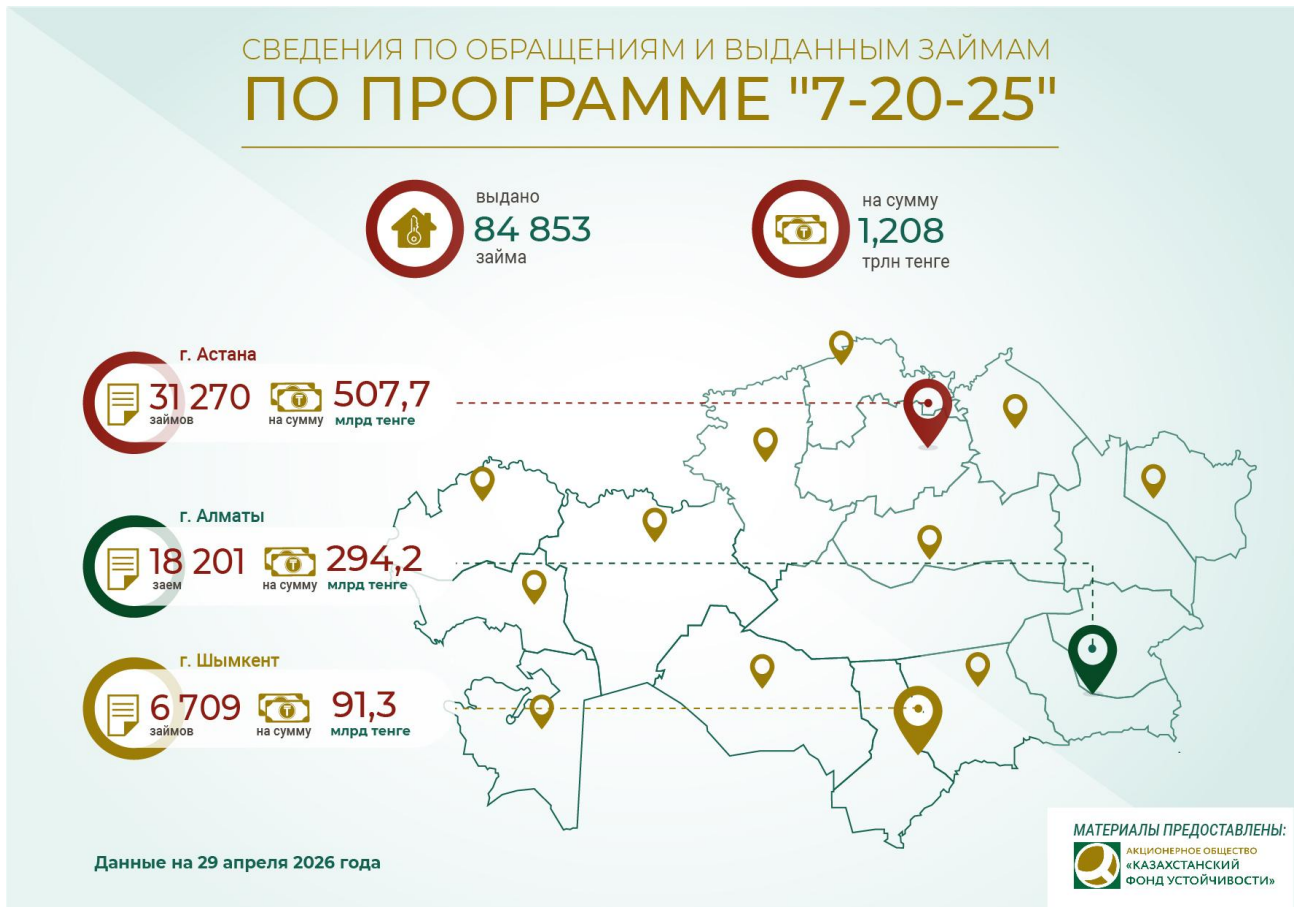 СВЕДЕНИЯ ПО ОБРАЩЕНИЯМ И ВЫДАННЫМ ЗАЙМАМ
ПО ПРОГРАММЕ "7-20-25"
выдано
84 853
займа
на сумму
1,208
трлн тенге
г. Астана
31 270
займов
на сумму
507,7
млрд тенге
г. Алматы
18 201
заем
на сумму
294,2
млрд тенге
г. Шымкент
6 709
займов
на сумму
91,3
млрд тенге
Данные на 29 апреля 2026 года
МАТЕРИАЛЫ ПРЕДОСТАВЛЕНЫ:
АКЦИОНЕРНОЕ ОБЩЕСТВО
«КАЗАХСТАНСКИЙ
ФОНД УСТОЙЧИВОСТИ»